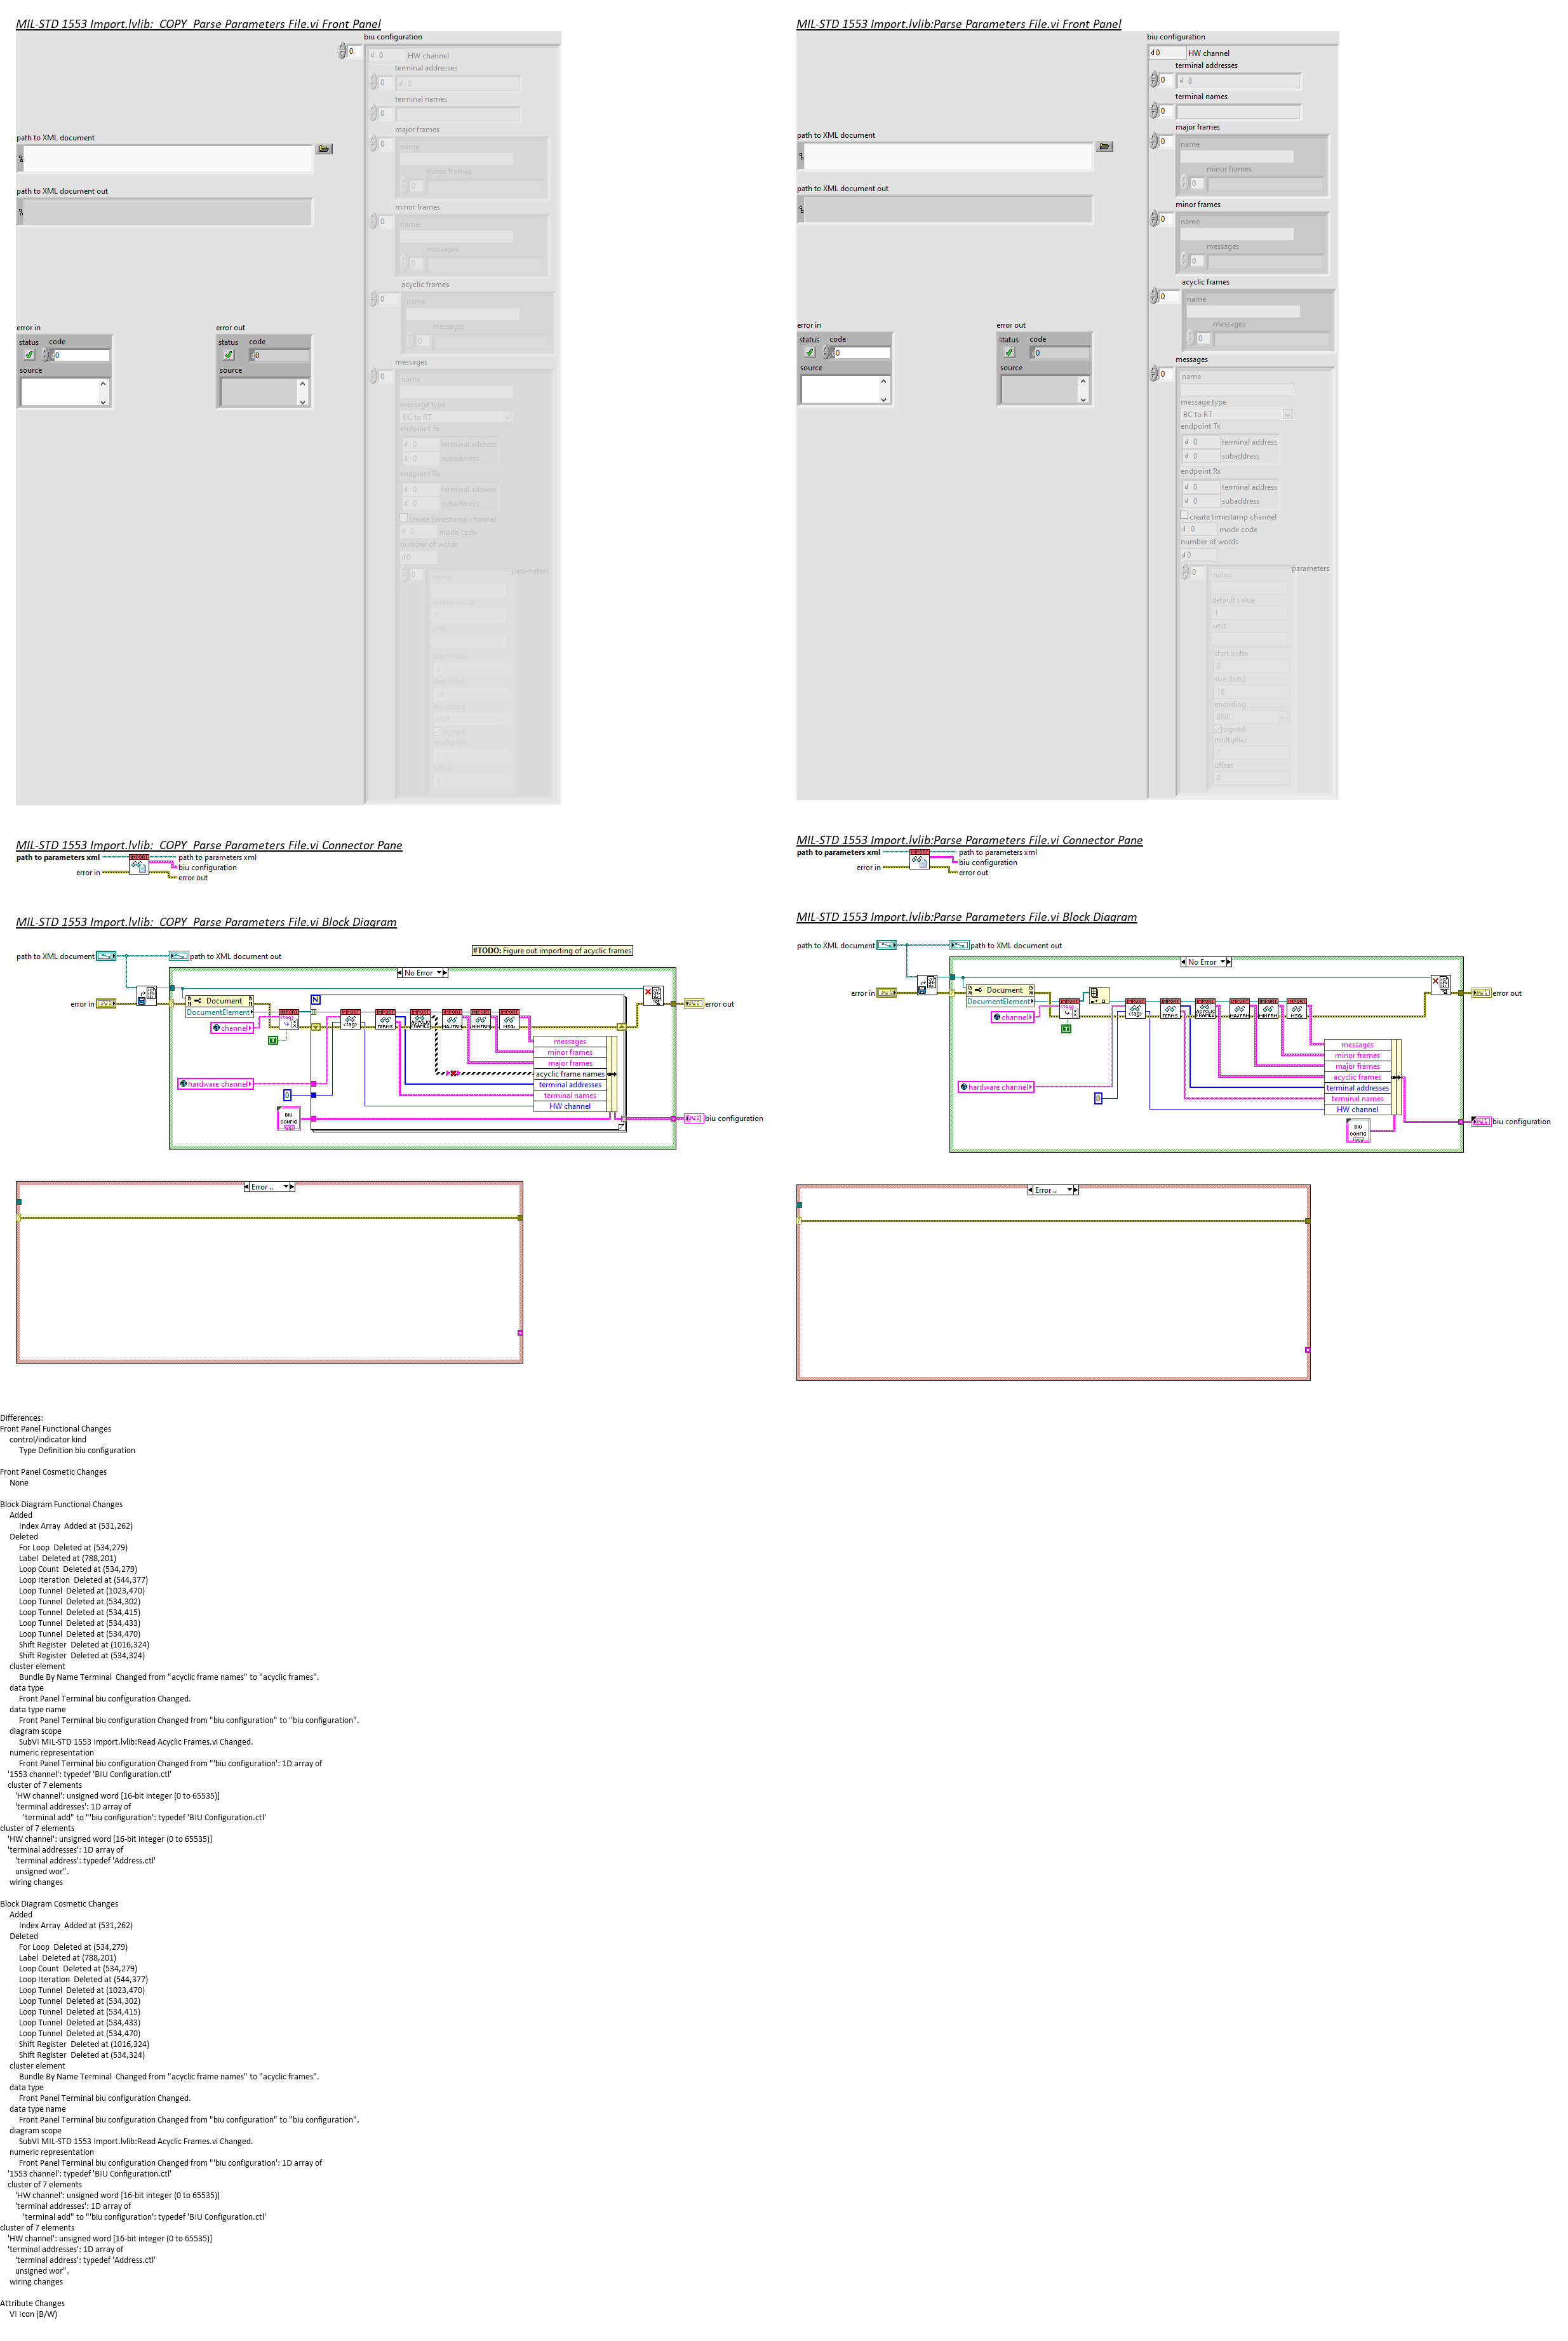 MIL-STD 1553 Import.lvlib:  COPY  Parse Parameters File.vi Front Panel
biu configuration
0
d 0 HW channel
terminal addresses
0 d 0
terminal names
0
major frames
0 name
minor frames
0
path to XML document
path to XML document out
minor frames
0 name
messages
0
acyclic frames
0 name
messages
0
error in
status code
0
source
error out
status code
0
source
messages
0 name
message type
BC to RT
endpoint Tx
d 0 terminal address
d 0 subaddress
endpoint Rx
d 0 terminal address
d 0 subaddress
create timestamp channel
d 0 mode code
number of words
d 0
0 parameters
name
default value
start index
size (bits)
16
encoding
BNR
signed
multiplier
offset
MIL-STD 1553 Import.lvlib:Parse Parameters File.vi Front Panel
biu configuration
d 0 HW channel
terminal addresses
0 d 0
terminal names
0
major frames
0 name
minor frames
0
path to XML document
path to XML document out
minor frames
0 name
messages
0
acyclic frames
0 name
messages
0
error in
status code
0
source
error out
status code
0
source
messages
0 name
message type
BC to RT
endpoint Tx
d 0 terminal address
d 0 subaddress
endpoint Rx
d 0 terminal address
d 0 subaddress
create timestamp channel
d 0 mode code
number of words
d 0
0 parameters
name
default value
1
unit
start index
0
size (bits)
16
encoding
BNR
signed
multiplier
1
offset
0
MIL-STD 1553 Import.lvlib:  COPY  Parse Parameters File.vi Connector Pane
path to parameters xml IMPORT path to parameters xml
biu configuration
error in error out
MIL-STD 1553 Import.lvlib:Parse Parameters File.vi Connector Pane
path to parameters xml IMPORT path to parameters xml
biu configuration
error in error out
MIL-STD 1553 Import.lvlib:  COPY  Parse Parameters File.vi Block Diagram
#TODO: Figure out importing of acyclic frames
path to XML document path to XML document out
No Error
error in Document error out
DocumentElement
N
channel
messages
minor frames
major frames
acyclic frame names
hardware channel terminal addresses
0 terminal names
HW channel
BIU CONFIG
biu configuration
Error ..
MIL-STD 1553 Import.lvlib:Parse Parameters File.vi Block Diagram
path to XML document path to XML document out
No Error
error in Document error out
DocumentElement
channel
messages
minor frames
major frames
acyclic frames
hardware channel terminal addresses
0 terminal names
HW channel
BIU CONFIG
biu configuration
Error ..
Differences:
Front Panel Functional Changes
control/indicator kind
Type Definition biu configuration
Front Panel Cosmetic Changes
None
Block Diagram Functional Changes
Added
Index Array  Added at (531,262)
Deleted
For Loop  Deleted at (534,279)
Label  Deleted at (788,201)
Loop Count  Deleted at (534,279)
Loop Iteration  Deleted at (544,377)
Loop Tunnel  Deleted at (1023,470)
Loop Tunnel  Deleted at (534,302)
Loop Tunnel  Deleted at (534,415)
Loop Tunnel  Deleted at (534,433)
Loop Tunnel  Deleted at (534,470)
Shift Register  Deleted at (1016,324)
Shift Register  Deleted at (534,324)
cluster element
Bundle By Name Terminal  Changed from "acyclic frame names" to "acyclic frames".
data type
Front Panel Terminal biu configuration Changed.
data type name
Front Panel Terminal biu configuration Changed from "biu configuration" to "biu configuration".
diagram scope
SubVI MIL-STD 1553 Import.lvlib:Read Acyclic Frames.vi Changed.
numeric representation
Front Panel Terminal biu configuration Changed from "'biu configuration': 1D array of
'1553 channel': typedef 'BIU Configuration.ctl'
cluster of 7 elements
'HW channel': unsigned word [16-bit integer (0 to 65535)]
'terminal addresses': 1D array of
'terminal add" to "'biu configuration': typedef 'BIU Configuration.ctl'
cluster of 7 elements
'HW channel': unsigned word [16-bit integer (0 to 65535)]
'terminal addresses': 1D array of
'terminal address': typedef 'Address.ctl'
unsigned wor".
wiring changes
Block Diagram Cosmetic Changes
Added
Index Array  Added at (531,262)
Deleted
For Loop  Deleted at (534,279)
Label  Deleted at (788,201)
Loop Count  Deleted at (534,279)
Loop Iteration  Deleted at (544,377)
Loop Tunnel  Deleted at (1023,470)
Loop Tunnel  Deleted at (534,302)
Loop Tunnel  Deleted at (534,415)
Loop Tunnel  Deleted at (534,433)
Loop Tunnel  Deleted at (534,470)
Shift Register  Deleted at (1016,324)
Shift Register  Deleted at (534,324)
cluster element
Bundle By Name Terminal  Changed from "acyclic frame names" to "acyclic frames".
data type
Front Panel Terminal biu configuration Changed.
data type name
Front Panel Terminal biu configuration Changed from "biu configuration" to "biu configuration".
diagram scope
SubVI MIL-STD 1553 Import.lvlib:Read Acyclic Frames.vi Changed.
numeric representation
Front Panel Terminal biu configuration Changed from "'biu configuration': 1D array of
'1553 channel': typedef 'BIU Configuration.ctl'
cluster of 7 elements
'HW channel': unsigned word [16-bit integer (0 to 65535)]
'terminal addresses': 1D array of
'terminal add" to "'biu configuration': typedef 'BIU Configuration.ctl'
cluster of 7 elements
'HW channel': unsigned word [16-bit integer (0 to 65535)]
'terminal addresses': 1D array of
'terminal address': typedef 'Address.ctl'
unsigned wor".
wiring changes
Attribute Changes
VI Icon (B/W)